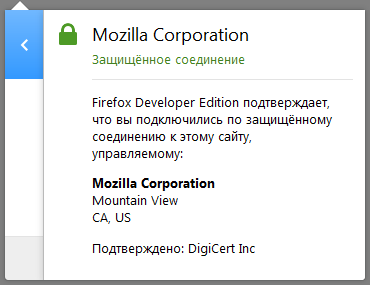 Mozilla Corporation
Защищённое соединение
Firefox Developer Edition подтверждает,
что вы подключились по защищённому
соединению к этому сайту,
управляемому:
Mozilla Corporation
Mountain View
CA, US
Подтверждено: DigiCert Inc